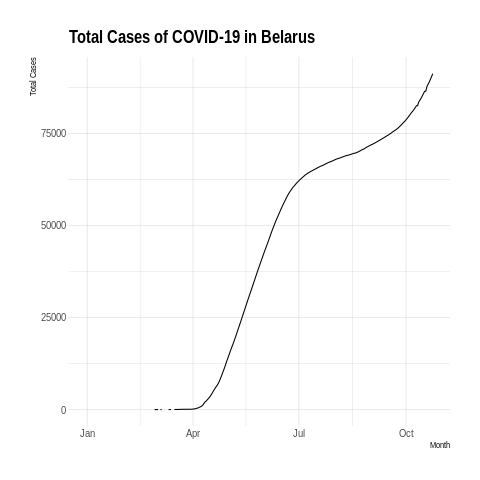 Total Cases of COVID-19 in Belarus
Total Cases
75000
50000
25000
0
Jan Apr Jul Oct
Month